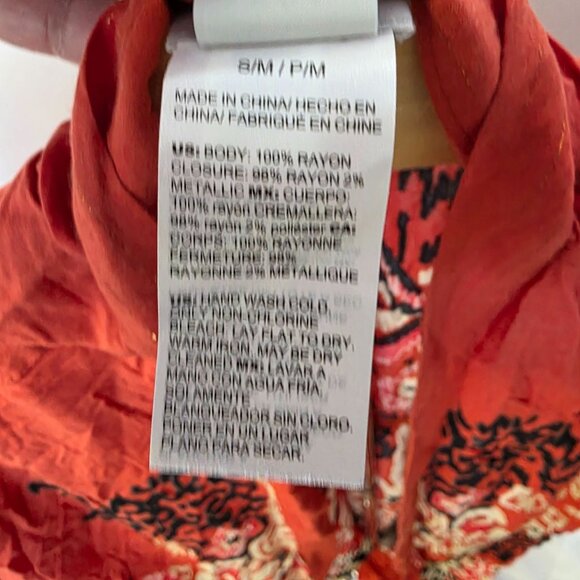 S/M / P/M
MADE IN CHINA/ HECHO EN
CHINA/ FABRIQUÉ EN CHINE
US: BODY: 100% RAYON
CLOSURE: 98% RAYON 2%
METALLIC MX: CUERPO:
100% rayon CREMALLERA:
98% rayon 2%
CORPS: 100% RAYONNE
FERMETURE 98%
RAYONNE 2% METALLIQUE
US: HAND WASH COLD
ONLY NON CHLORINE
BLEACH LAY FLAT TO DRY,
WARM IRON, MAY BE DRY
CLEANED MX: LAVAR A
MANO CON AGUA FRIA,
SOLAMENTE
BLANQUEADOR SIN CLORO,
PONER EN UN LUGAR
PLANO PARA SECAR,